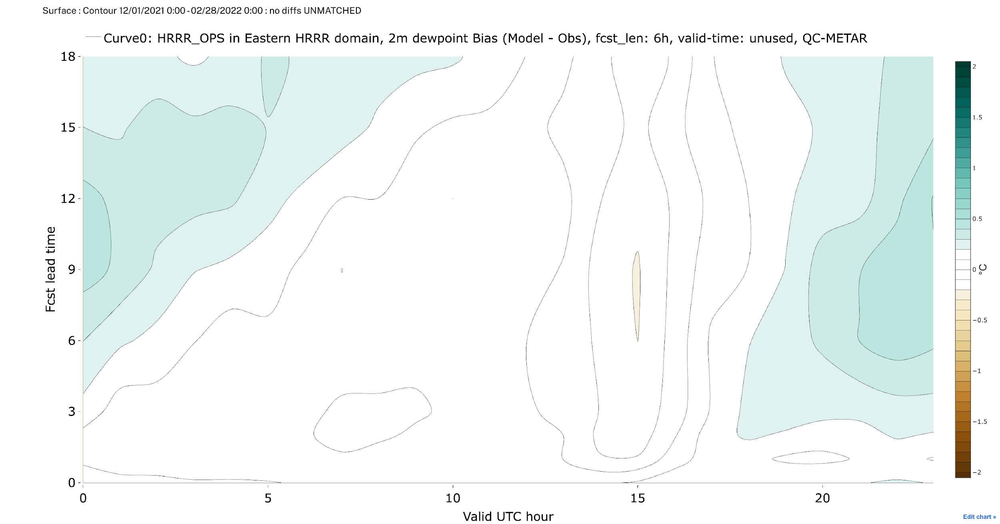 Surface : Contour 12/01/2021 0:00 - 02/28/2022 0:00 : no diffs UNMATCHED
Curve0: HRRR_OPS in Eastern HRRR domain, 2m dewpoint Bias (Model - Obs), fcst_len: 6h, valid-time: unused, QC-METAR
18
15
12
9
6
3
0
Fcst lead time
0 5 10 15 20
Valid UTC hour
2
1.5
1
0.5
0
−0.5
−1
−1.5
−2
°C
Edit chart »